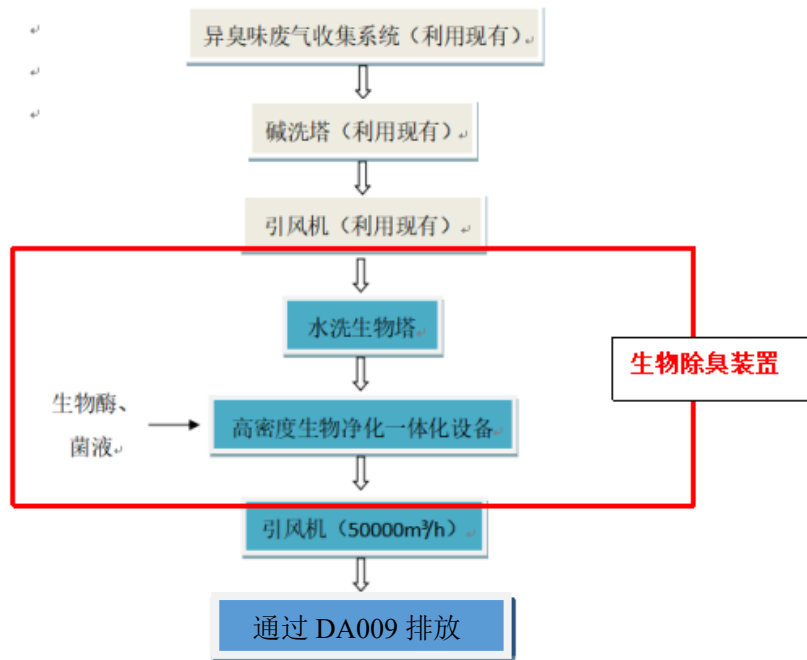 异臭味废气收集系统（利用现有）
碱洗塔（利用现有）
引风机（利用现有）
水洗生物塔
生物除臭装置
生物酶、
菌液
高密度生物净化一体化设备
引风机（50000m³/h）
通过 DA009 排放